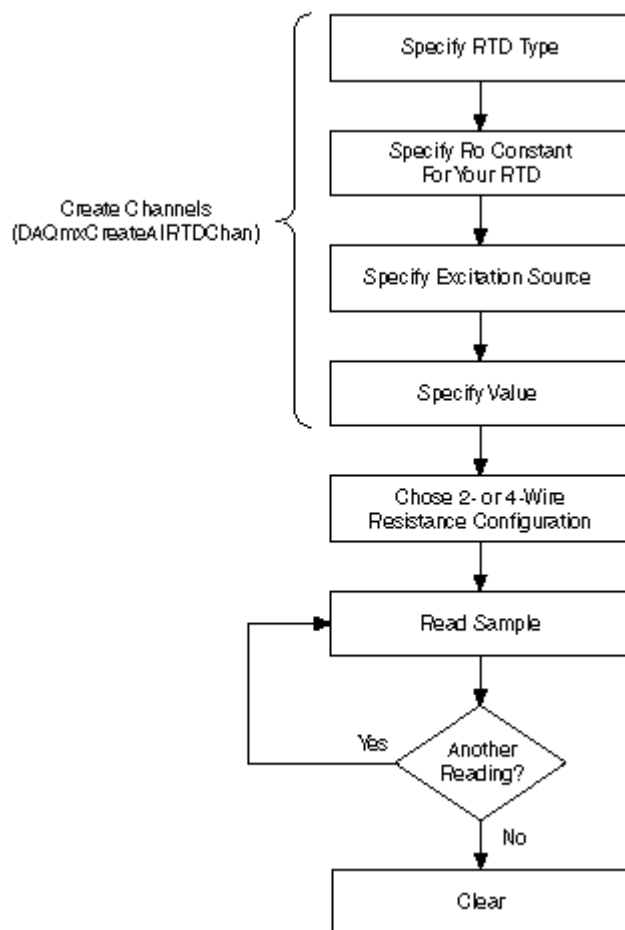 Specify RTD Type
Specify Ro Constant
For Your RTD
Create Channels
(DAQmxCreateAIRTDChan)
Specify Excitation Source
Specify Value
Chose 2- or 4-Wire
Resistance Configuration
Read Sample
Yes
Another
Reading?
No
Clear